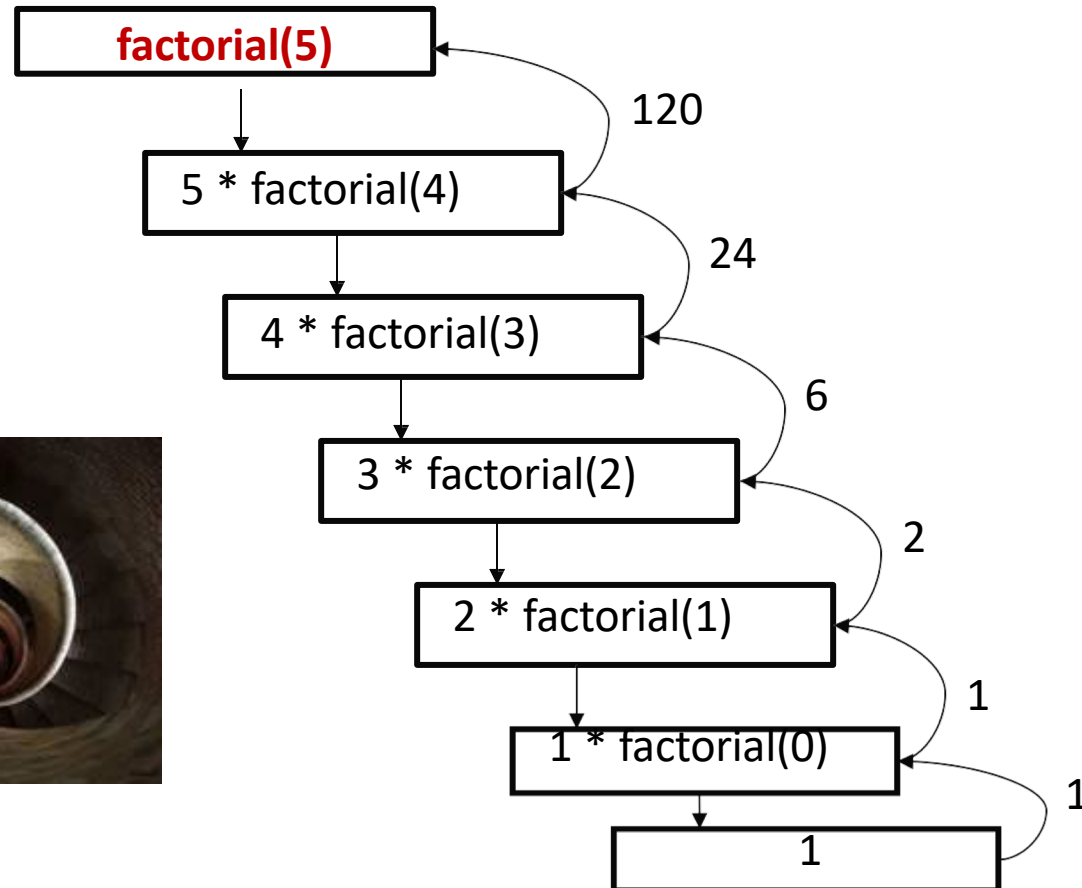 factorial(5)
120
5 * factorial(4)
24
4 * factorial(3)
6
3 * factorial(2)
2
2 * factorial(1)
1
1 * factorial(0)
1
1